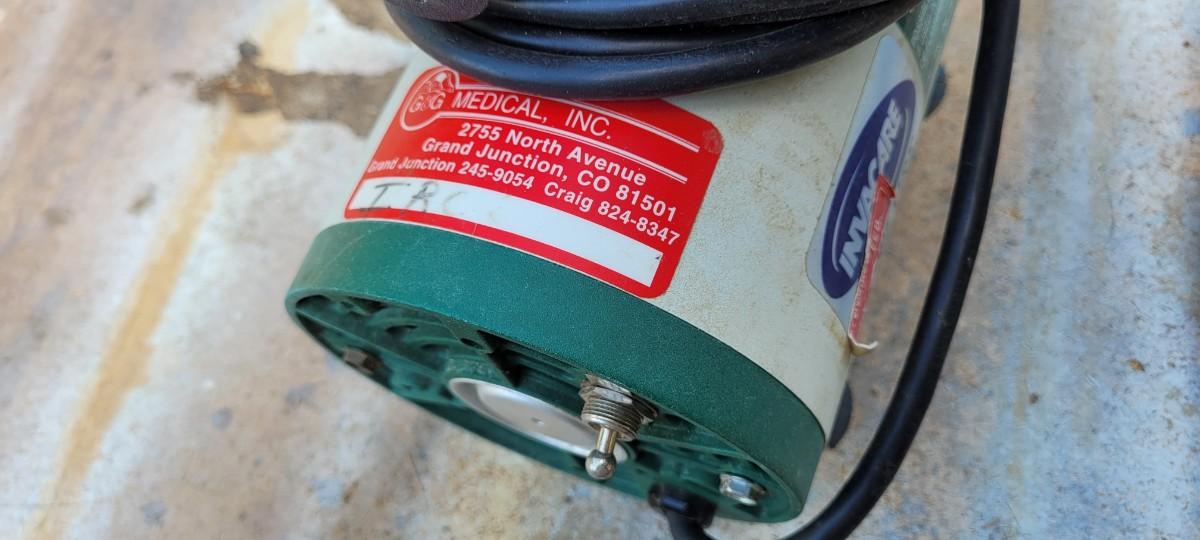 G&G MEDICAL, INC.
2755 North Avenue
Grand Junction, CO 81501
Grand Junction 245-9054 Craig 824-8347
INVACARE